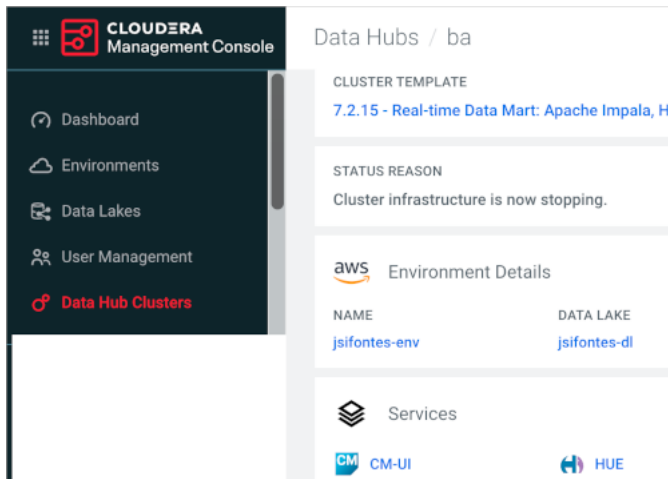 CLOUDERA
Management Console
Dashboard
Environments
Data Lakes
User Management
Data Hub Clusters
Data Hubs / ba
CLUSTER TEMPLATE
7.2.15 - Real-time Data Mart: Apache Impala, H
STATUS REASON
Cluster infrastructure is now stopping.
aws Environment Details
NAME DATA LAKE
jsifontes-env jsifontes-dl
Services
CM CM-UI HUE